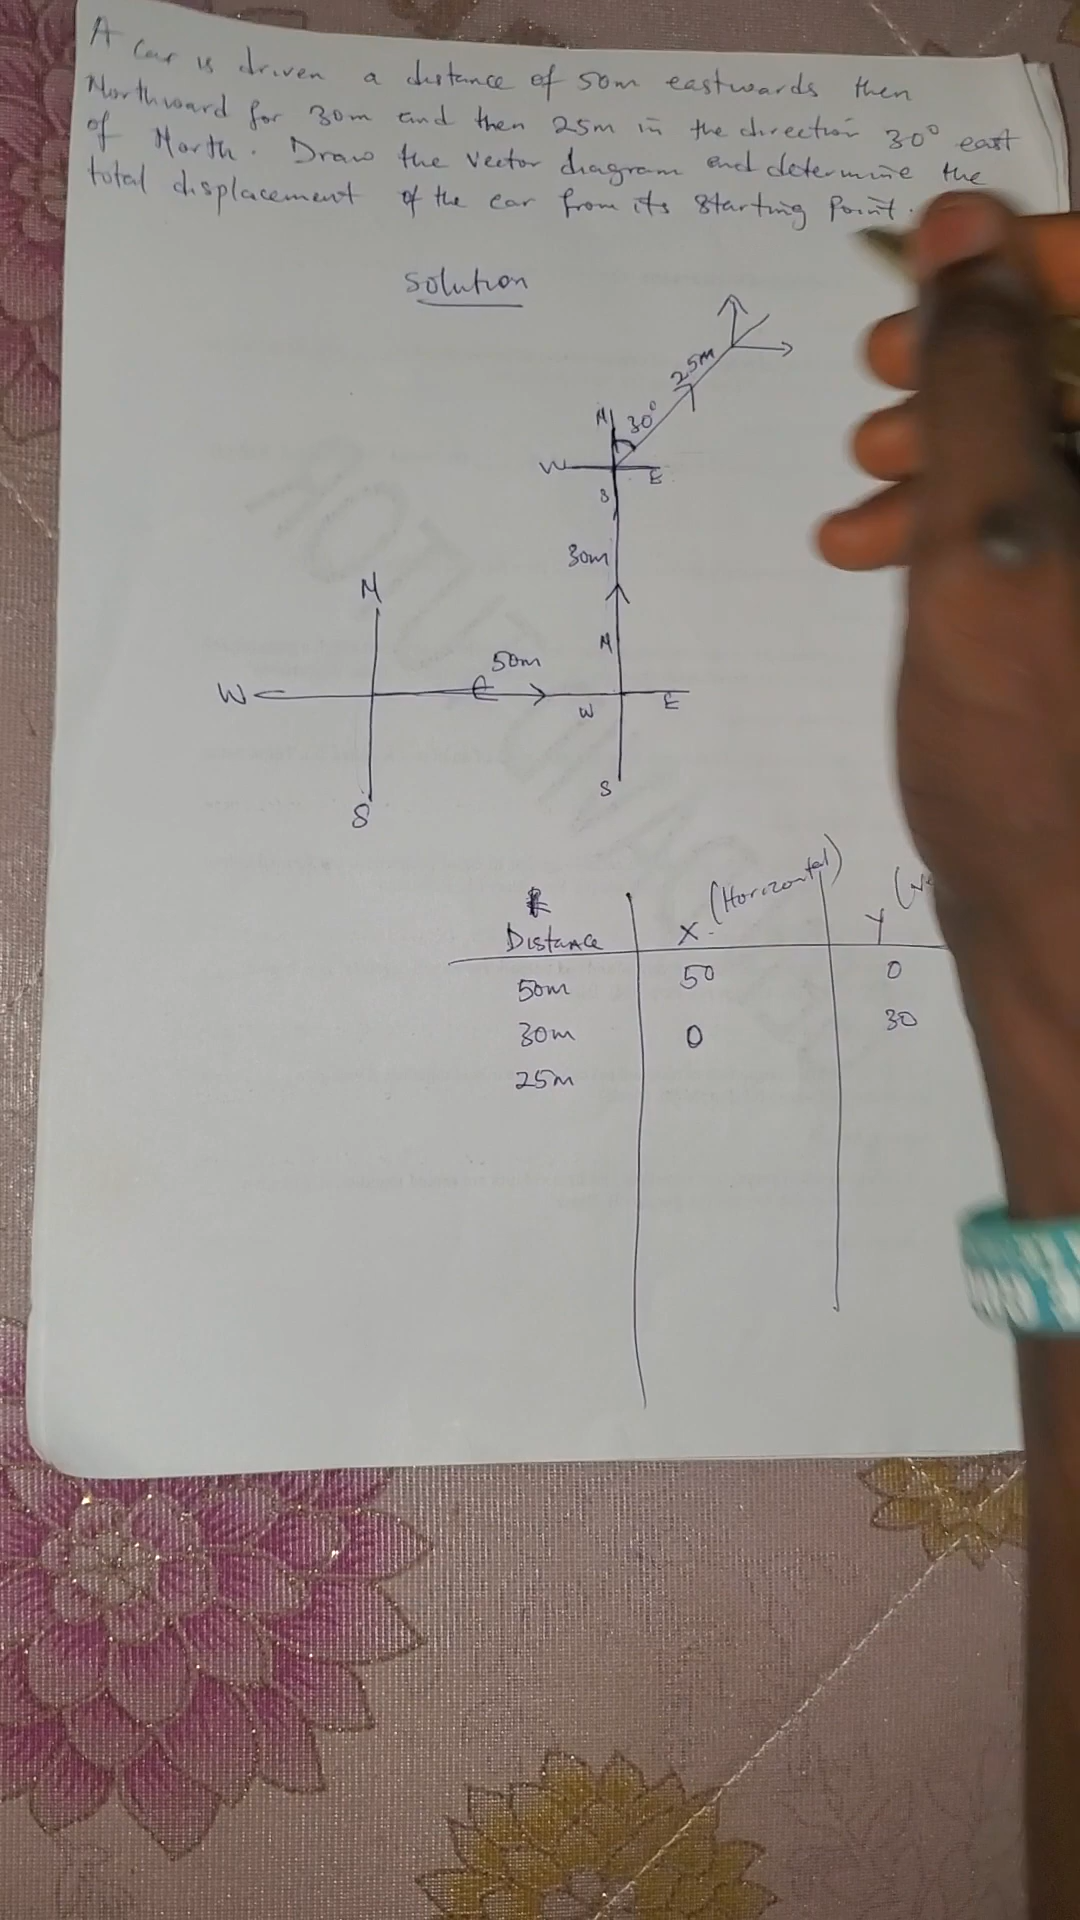 A car is driven a distance of 50m eastwards then
Northward for 30m and then 25m in the direction 30° east
of North. Draw the vector diagram and determine the
total displacement of the car from its starting point.
Solution
25m
N 30°
W E
S
30m
N
50m N
W W E
S
S
Distance X (Horizontal) Y
50m 50 0
30m 0 30
25m